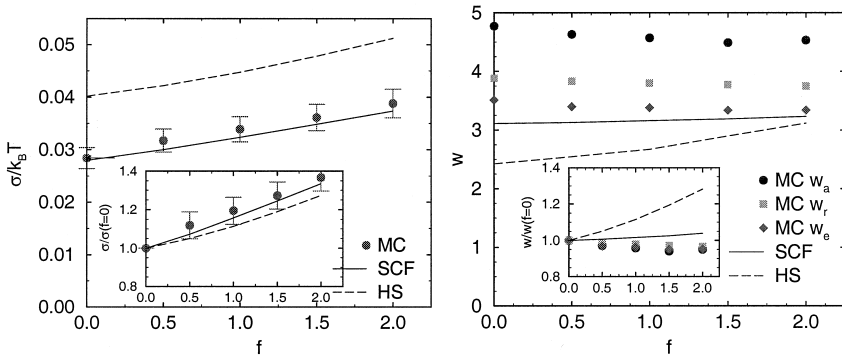 0.05
0.04
0.03
0.02
0.01
0.00
σ/k_BT
0.0 0.5 1.0 1.5 2.0
f
1.4
1.2
1.0
0.8
σ/σ(f=0)
0.0 0.5 1.0 1.5 2.0
MC
SCF
HS
5
4
3
2
1
0
w
0.0 0.5 1.0 1.5 2.0
f
1.4
1.2
1.0
0.8
w/w(f=0)
0.0 0.5 1.0 1.5 2.0
MC w_a
MC w_r
MC w_e
SCF
HS